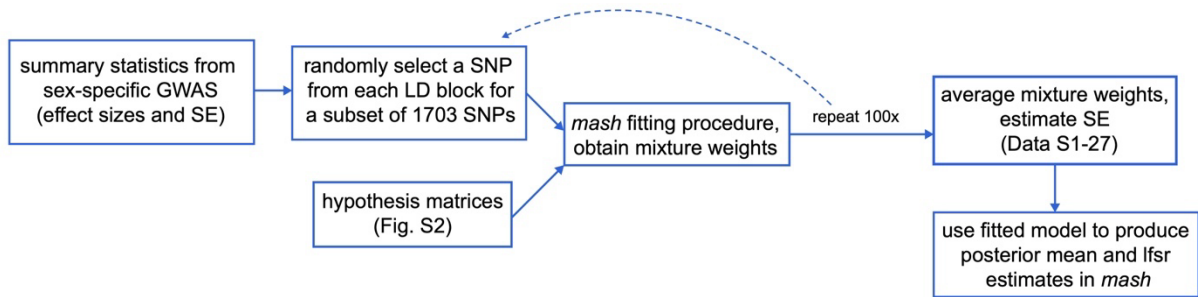 summary statistics from
sex-specific GWAS
(effect sizes and SE)
randomly select a SNP
from each LD block for
a subset of 1703 SNPs
hypothesis matrices
(Fig. S2)
mash fitting procedure,
obtain mixture weights
repeat 100x
average mixture weights,
estimate SE
(Data S1-27)
use fitted model to produce
posterior mean and lfsr
estimates in mash